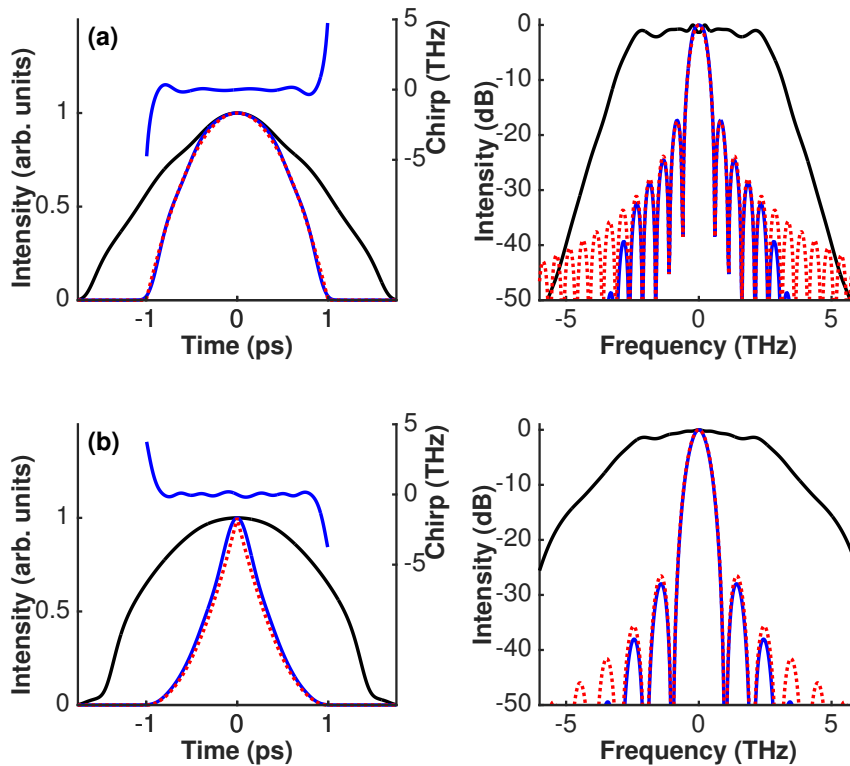 (a)
Intensity (arb. units)
1
0.5
0
-1 0 1
Time (ps)
5
0
-5
Chirp (THz)
0
-10
-20
-30
-40
-50
Intensity (dB)
-5 0 5
Frequency (THz)
(b)
Intensity (arb. units)
1
0.5
0
-1 0 1
Time (ps)
5
0
-5
Chirp (THz)
0
-10
-20
-30
-40
-50
Intensity (dB)
-5 0 5
Frequency (THz)